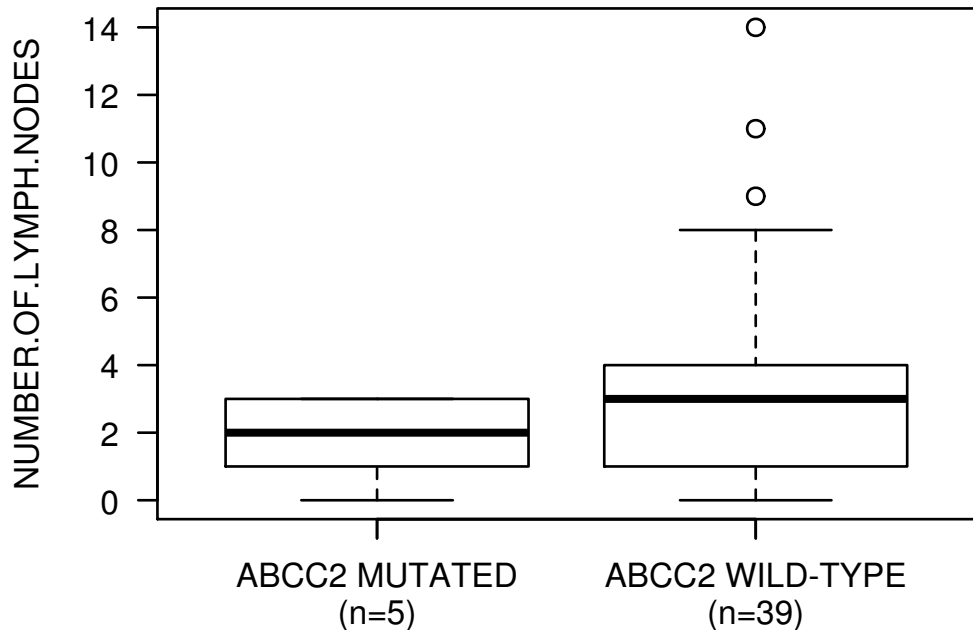 NUMBER.OF.LYMPH.NODES
14
12
10
8
6
4
2
0
ABCC2 MUTATED
(n=5)
ABCC2 WILD-TYPE
(n=39)